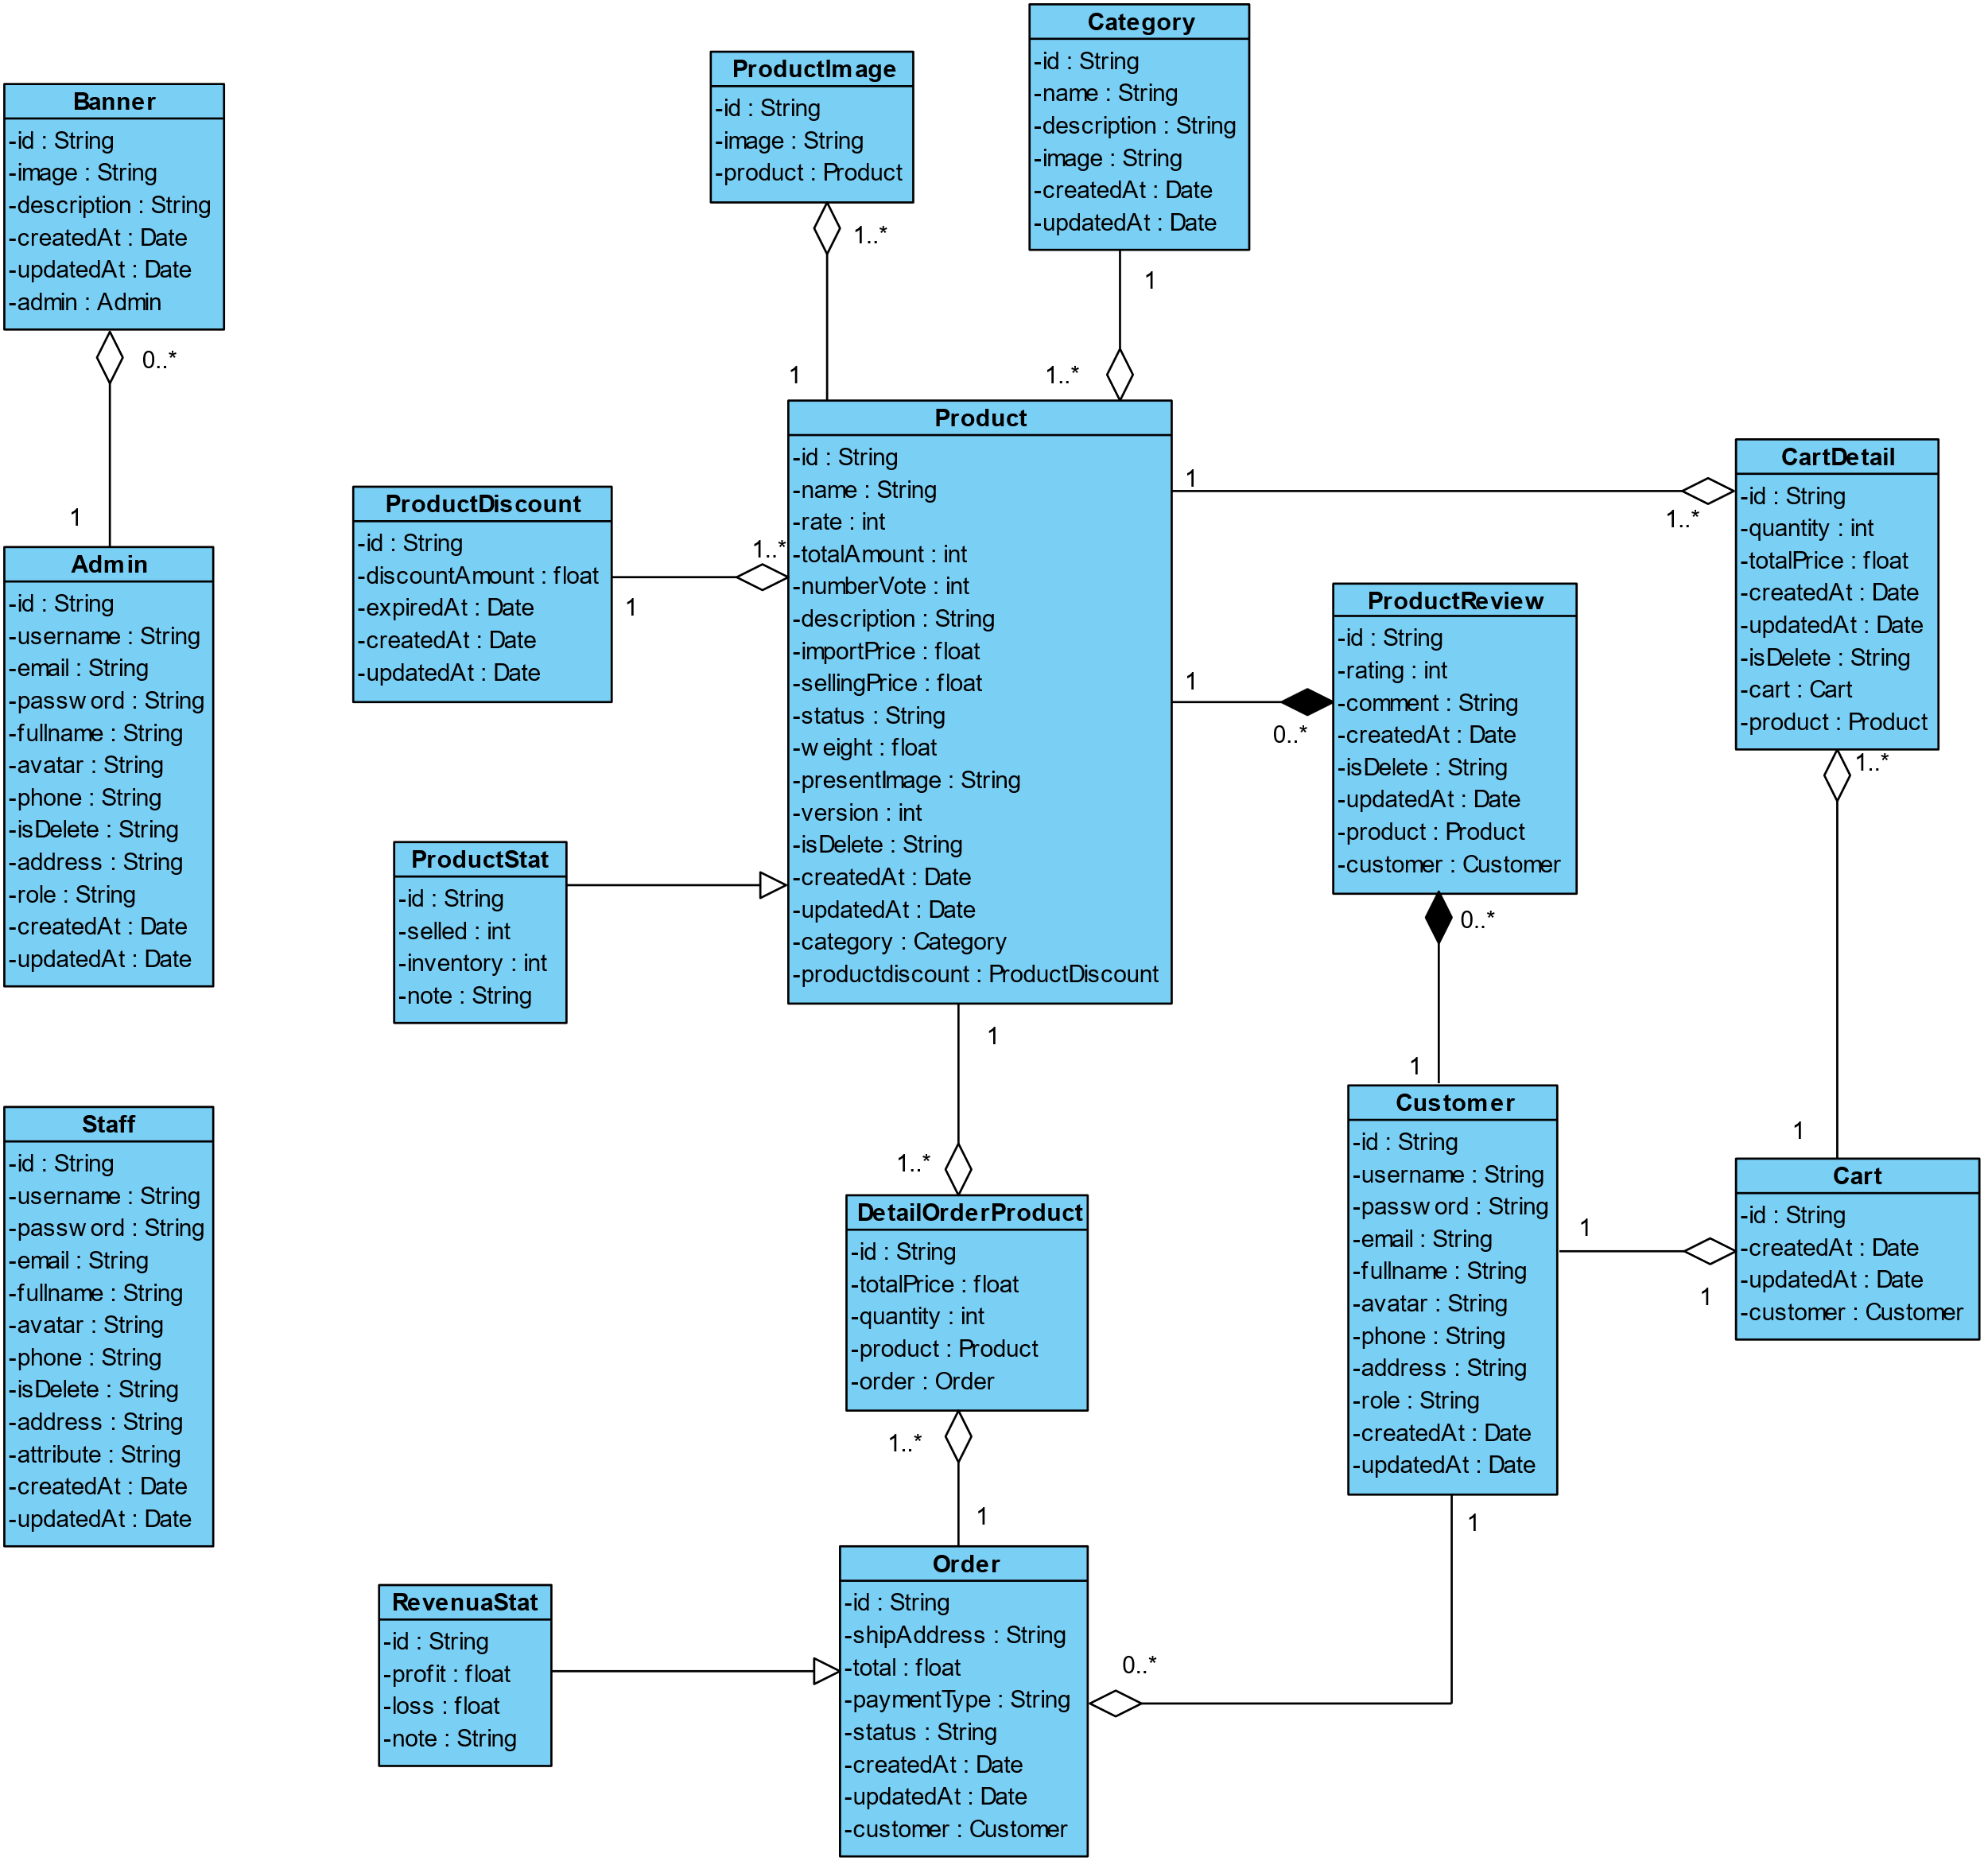 Category
-id : String
-name : String
-description : String
-image : String
-createdAt : Date
-updatedAt : Date
1
1..*
ProductImage
-id : String
-image : String
-product : Product
1..*
1
Banner
-id : String
-image : String
-description : String
-createdAt : Date
-updatedAt : Date
-admin : Admin
0..*
1
Admin
-id : String
-username : String
-email : String
-password : String
-fullname : String
-avatar : String
-phone : String
-isDelete : String
-address : String
-role : String
-createdAt : Date
-updatedAt : Date
Product
-id : String
-name : String
-rate : int
-totalAmount : int
-numberVote : int
-description : String
-importPrice : float
-sellingPrice : float
-status : String
-weight : float
-presentImage : String
-version : int
-isDelete : String
-createdAt : Date
-updatedAt : Date
-category : Category
-productdiscount : ProductDiscount
ProductDiscount
-id : String
-discountAmount : float
-expiredAt : Date
-createdAt : Date
-updatedAt : Date
1..*
1
1
1..*
CartDetail
-id : String
-quantity : int
-totalPrice : float
-createdAt : Date
-updatedAt : Date
-isDelete : String
-cart : Cart
-product : Product
1..*
1
ProductReview
-id : String
-rating : int
-comment : String
-createdAt : Date
-isDelete : String
-updatedAt : Date
-product : Product
-customer : Customer
1
0..*
0..*
1
ProductStat
-id : String
-selled : int
-inventory : int
-note : String
1
1..*
Staff
-id : String
-username : String
-password : String
-email : String
-fullname : String
-avatar : String
-phone : String
-isDelete : String
-address : String
-attribute : String
-createdAt : Date
-updatedAt : Date
Customer
-id : String
-username : String
-password : String
-email : String
-fullname : String
-avatar : String
-phone : String
-address : String
-role : String
-createdAt : Date
-updatedAt : Date
1
1
Cart
-id : String
-createdAt : Date
-updatedAt : Date
-customer : Customer
DetailOrderProduct
-id : String
-totalPrice : float
-quantity : int
-product : Product
-order : Order
1..*
1
1
0..*
Order
-id : String
-shipAddress : String
-total : float
-paymentType : String
-status : String
-createdAt : Date
-updatedAt : Date
-customer : Customer
RevenuaStat
-id : String
-profit : float
-loss : float
-note : String